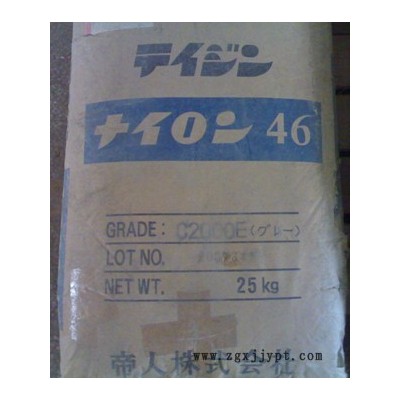 テイジン
ナイロン 46
GRADE: C2000E(グレー)
LOT NO.
NET WT. 25kg
帝人株式会社
www.zgxjjypt.com